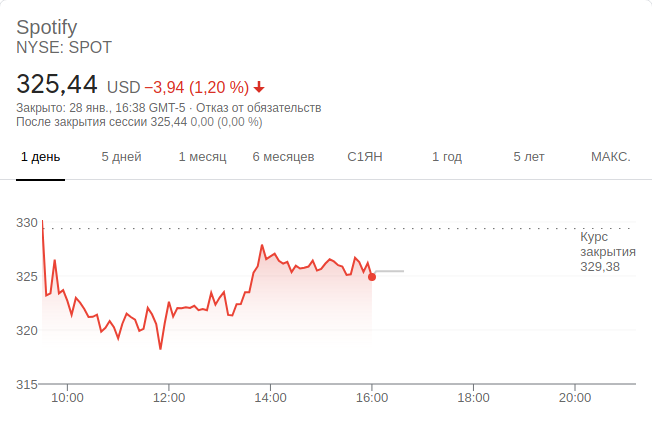 Spotify
NYSE: SPOT
325,44 USD −3,94 (1,20 %)
Закрыто: 28 янв., 16:38 GMT-5 · Отказ от обязательств
После закрытия сессии 325,44 0,00 (0,00 %)
1 день 5 дней 1 месяц 6 месяцев С1ЯН 1 год 5 лет МАКС.
330
Курс
закрытия
329,38
325
320
315
10:00 12:00 14:00 16:00 18:00 20:00